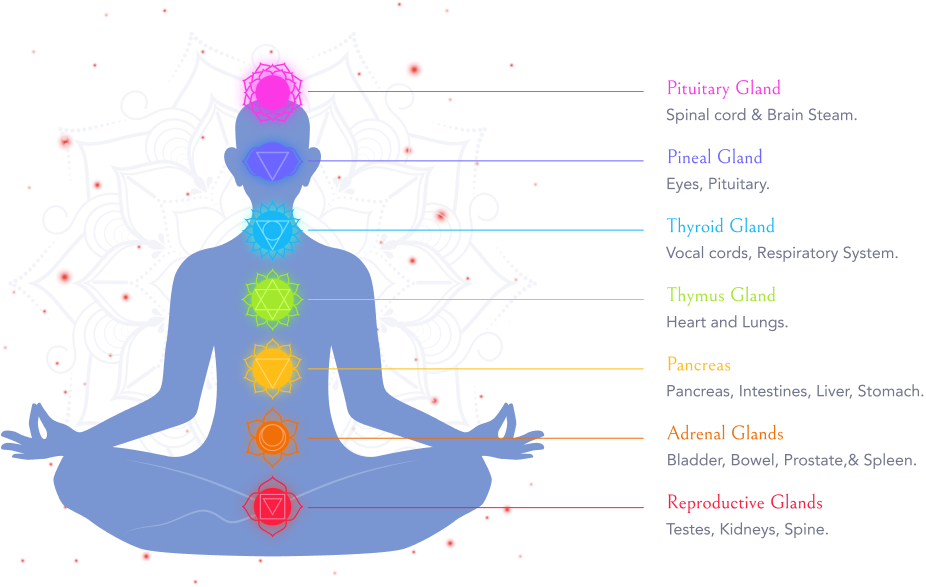 Pituitary Gland
Spinal cord & Brain Steam.
Pineal Gland
Eyes, Pituitary.
Thyroid Gland
Vocal cords, Respiratory System.
Thymus Gland
Heart and Lungs.
Pancreas
Pancreas, Intestines, Liver, Stomach.
Adrenal Glands
Bladder, Bowel, Prostate,& Spleen.
Reproductive Glands
Testes, Kidneys, Spine.